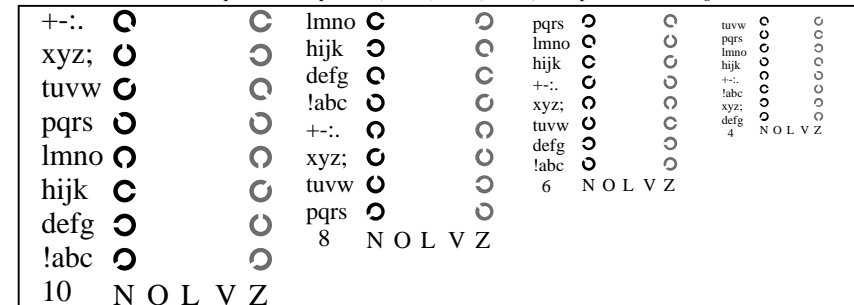 +-:.
xyz;
tuvw
pqrs
lmno
hijk
defg
!abc
10 N O L V Z
lmno
hijk
defg
!abc
+-:.
xyz;
tuvw
pqrs
8 N O L V Z
pqrs
lmno
hijk
+-:.
xyz;
tuvw
defg
!abc
6 N O L V Z
tuvw
pqrs
lmno
hijk
+-:.
!abc
xyz;
defg
4 N O L V Z